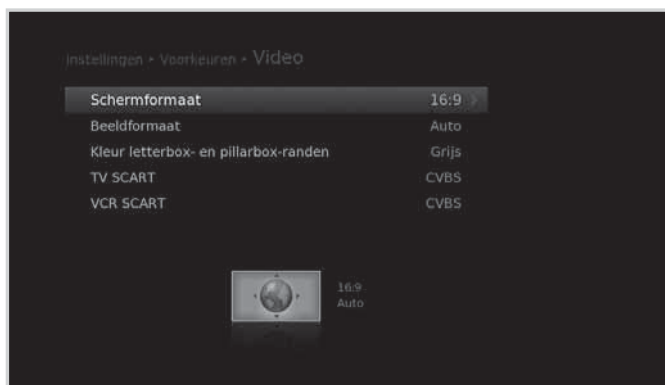 instellingen • Voorkeuren • Video
Schermformaat 16:9 >
Beeldformaat Auto
Kleur letterbox- en pillarbox-randen Grijs
TV SCART CVBS
VCR SCART CVBS
16:9
Auto